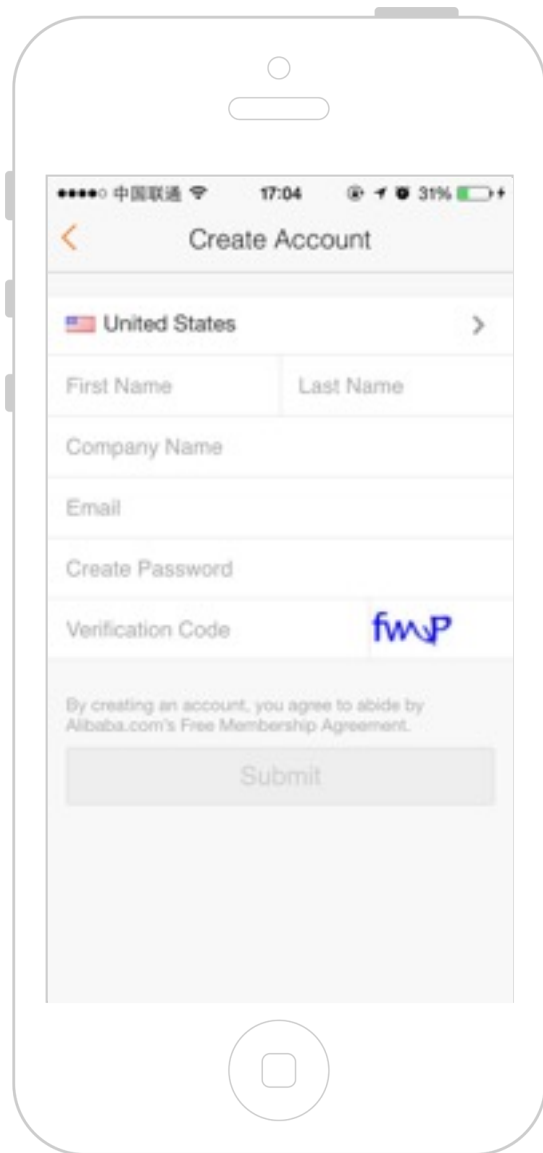 中国联通 17:04 31%
Create Account
United States
First Name Last Name
Company Name
Email
Create Password
Verification Code
By creating an account, you agree to abide by
Alibaba.com's Free Membership Agreement.
Submit